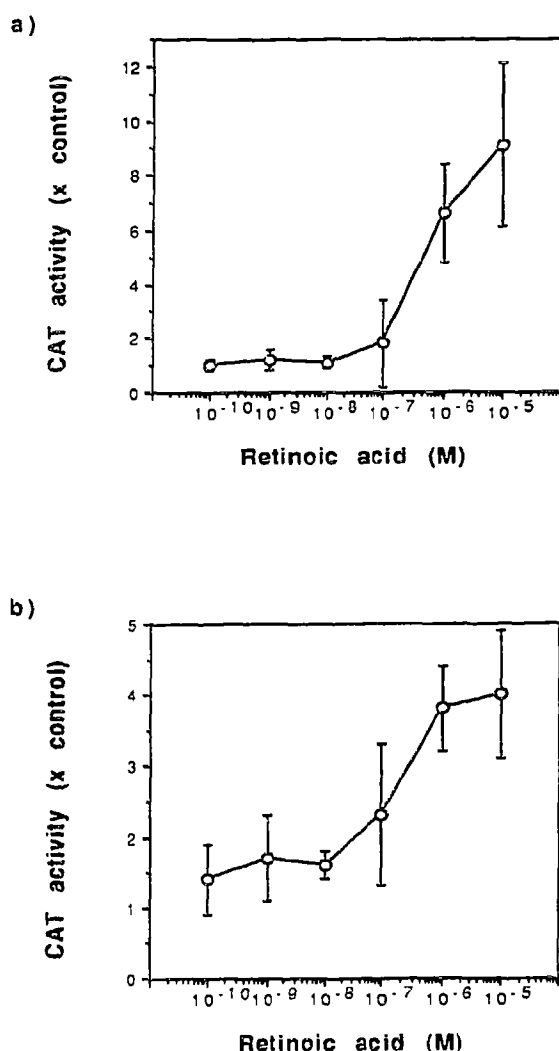 a)
CAT activity (x control)
12
10
8
6
4
2
0
10⁻¹⁰ 10⁻⁹ 10⁻⁸ 10⁻⁷ 10⁻⁶ 10⁻⁵
Retinoic acid (M)
b)
CAT activity (x control)
5
4
3
2
1
0
10⁻¹⁰ 10⁻⁹ 10⁻⁸ 10⁻⁷ 10⁻⁶ 10⁻⁵
Retinoic acid (M)